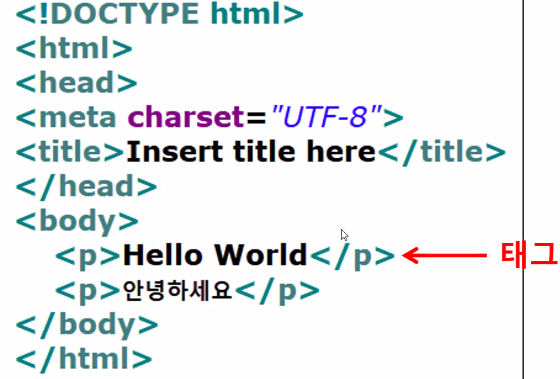 <!DOCTYPE html>
<html>
<head>
<meta charset="UTF-8">
<title>Insert title here</title>
</head>
<body>
<p>Hello World</p> 태그
<p>안녕하세요</p>
</body>
</html>